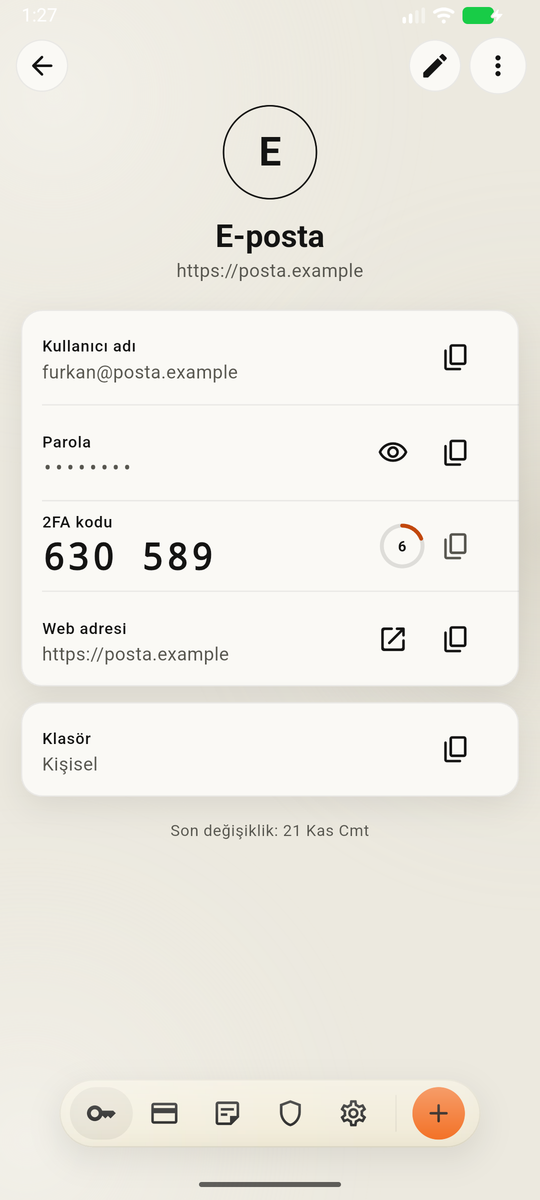 1:27
E
E-posta
https://posta.example
Kullanıcı adı
furkan@posta.example
Parola
••••••••
2FA kodu
630 589
6
Web adresi
https://posta.example
Klasör
Kişisel
Son değişiklik: 21 Kas Cmt